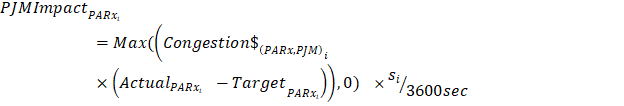 PJMImpact_{PARx_i}
= Max((Congestion$_{(PARx,PJM)_i}
× (Actual_{PARx_i} − Target_{PARx_i})), 0) × s_i/3600sec